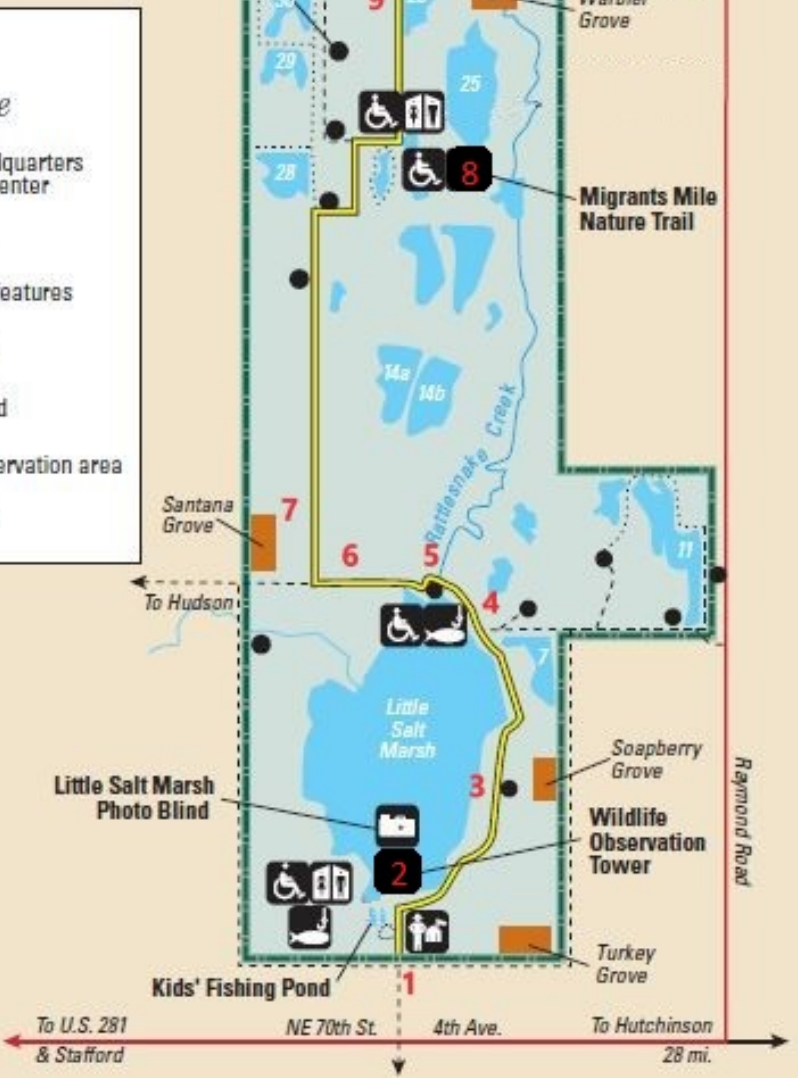 9
Grove
29
25
e
dquarters
enter
28
8
Migrants Mile
Nature Trail
eatures
14a
14b
d
Rattlesnake Creek
ervation area
Santana
Grove
7
11
6
5
To Hudson
4
7
Little
Salt
Marsh
Soapberry
Grove
Raymond Road
Little Salt Marsh
Photo Blind
3
Wildlife
Observation
Tower
2
Turkey
Grove
Kids' Fishing Pond
1
To U.S. 281
& Stafford
NE 70th St.
4th Ave.
To Hutchinson
28 mi.